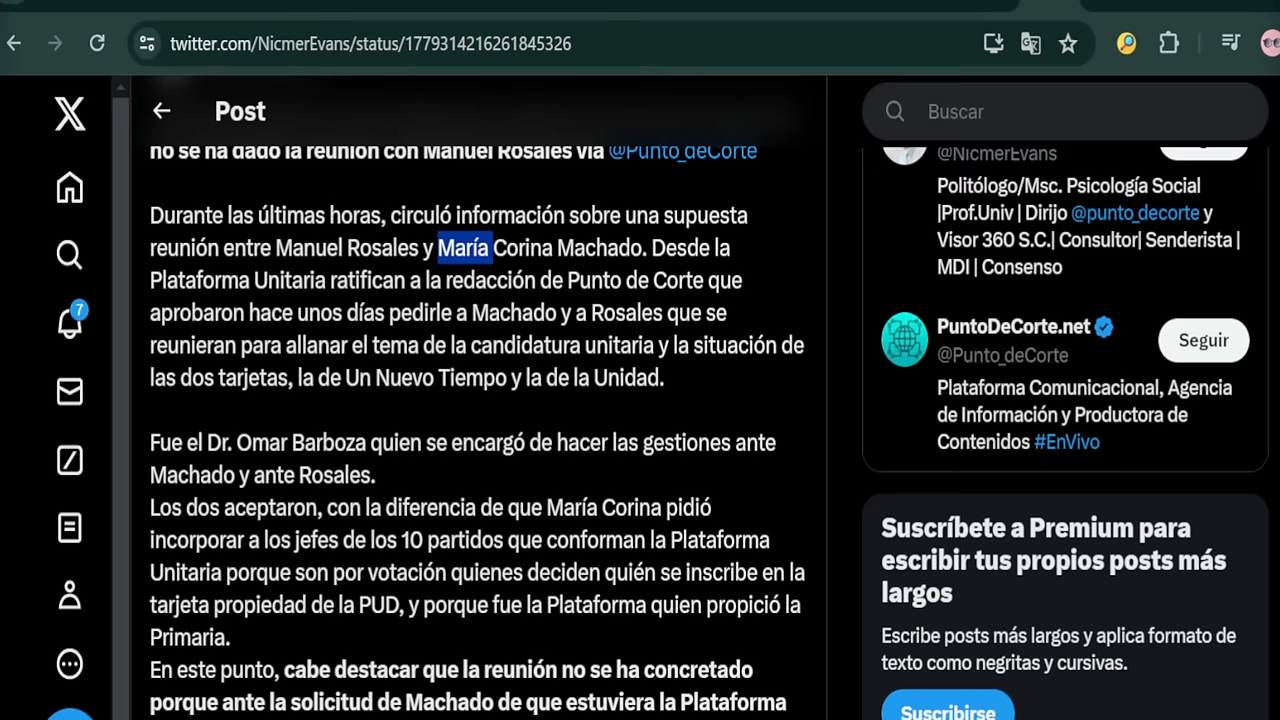 twitter.com/NicmerEvans/status/1779314216261845326
Post
no se ha dado la reunión con Manuel Rosales vía @Punto_deCorte
Durante las últimas horas, circuló información sobre una supuesta
reunión entre Manuel Rosales y María Corina Machado. Desde la
Plataforma Unitaria ratifican a la redacción de Punto de Corte que
aprobaron hace unos días pedirle a Machado y a Rosales que se
reunieran para allanar el tema de la candidatura unitaria y la situación de
las dos tarjetas, la de Un Nuevo Tiempo y la de la Unidad.
Fue el Dr. Omar Barboza quien se encargó de hacer las gestiones ante
Machado y ante Rosales.
Los dos aceptaron, con la diferencia de que María Corina pidió
incorporar a los jefes de los 10 partidos que conforman la Plataforma
Unitaria porque son por votación quienes deciden quién se inscribe en la
tarjeta propiedad de la PUD, y porque fue la Plataforma quien propició la
Primaria.
En este punto, cabe destacar que la reunión no se ha concretado
porque ante la solicitud de Machado de que estuviera la Plataforma
7
Buscar
@NicmerEvans
Politólogo/Msc. Psicología Social
|Prof.Univ | Dirijo @punto_decorte y
Visor 360 S.C.| Consultor| Senderista |
MDI | Consenso
PuntoDeCorte.net
@Punto_deCorte
Seguir
Plataforma Comunicacional, Agencia
de Información y Productora de
Contenidos #EnVivo
Suscríbete a Premium para
escribir tus propios posts más
largos
Escribe posts más largos y aplica formato de
texto como negritas y cursivas.
Suscribirse